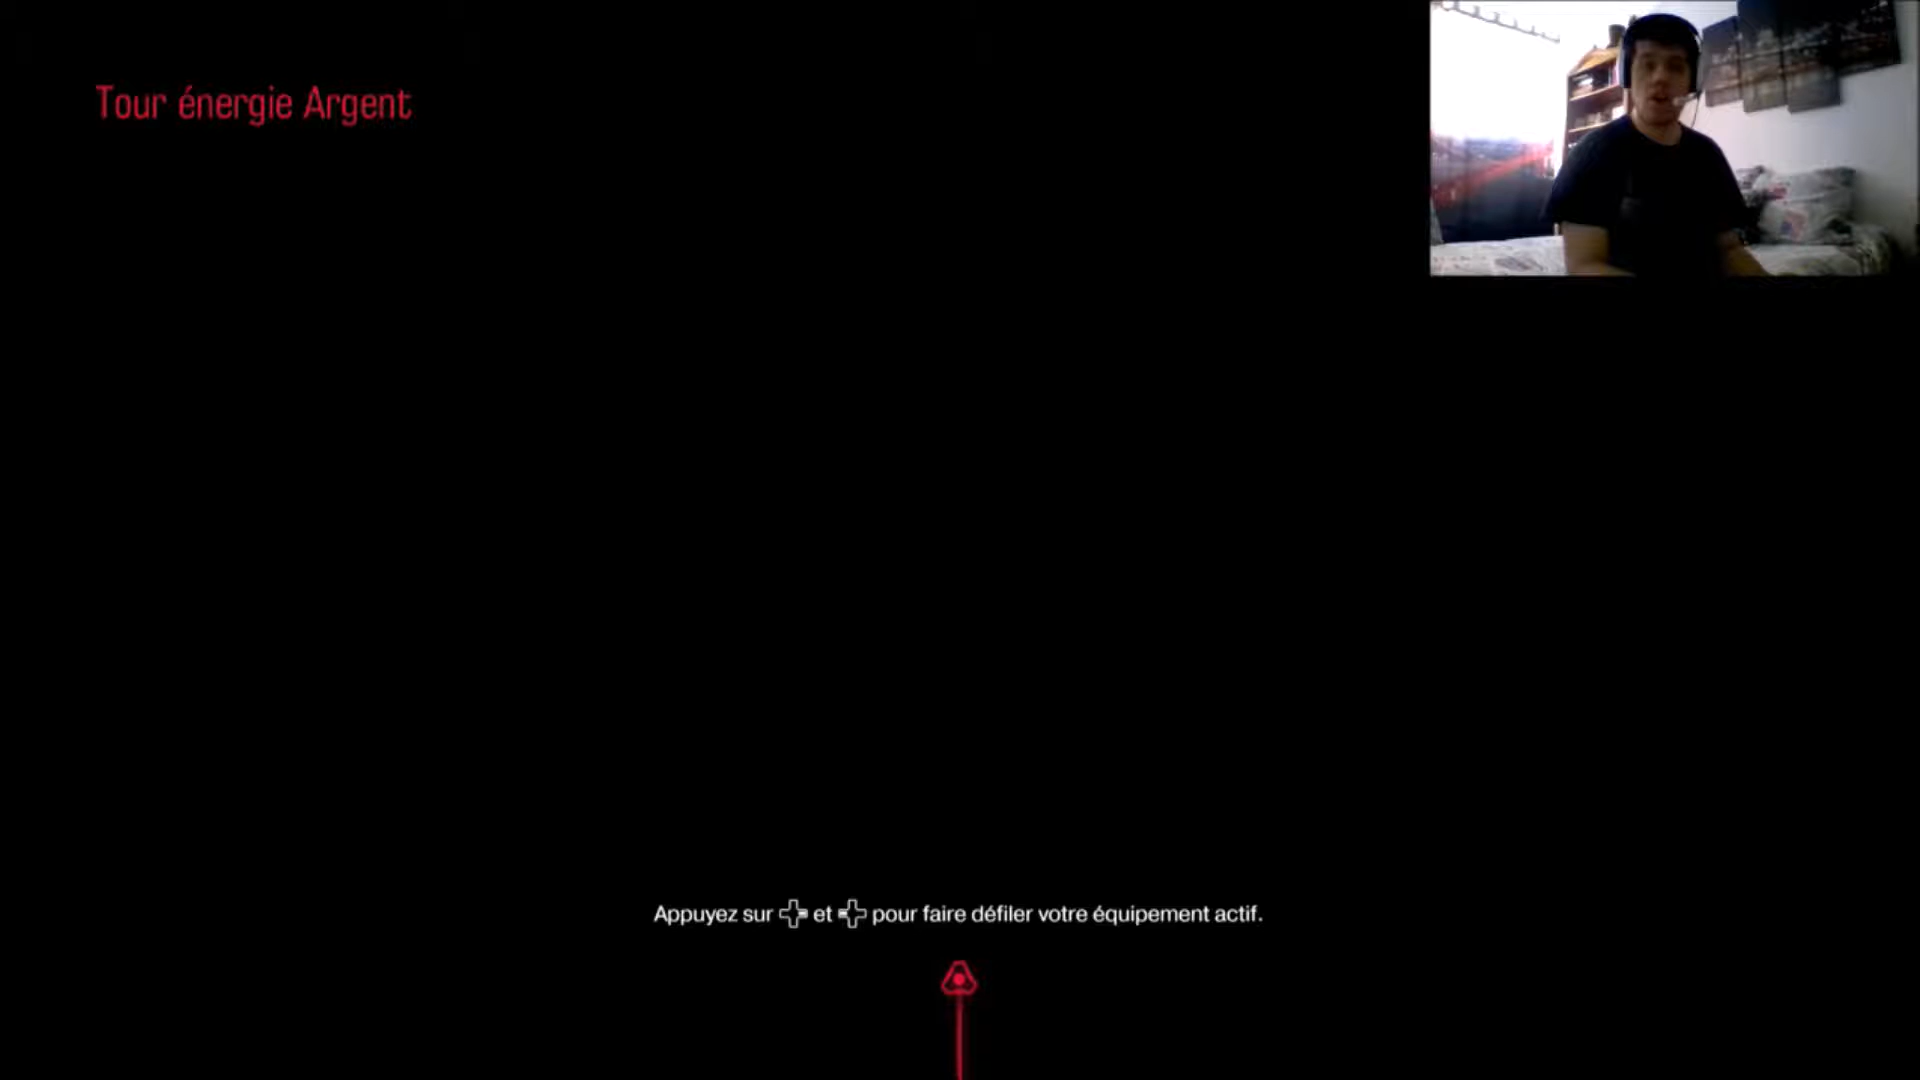 Tour énergie Argent
Appuyez sur et pour faire défiler votre équipement actif.